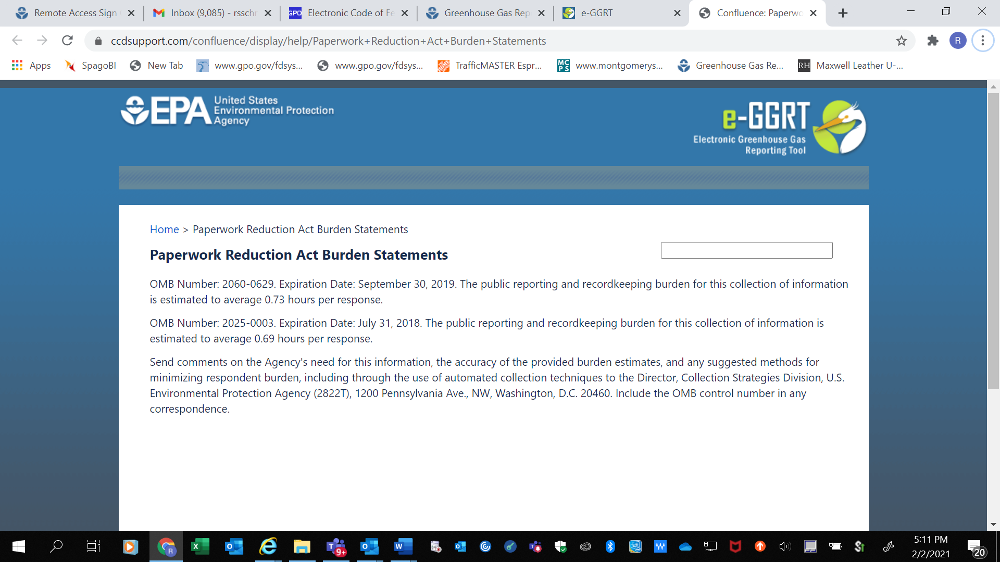 Remote Access Sign
Inbox (9,085) - rsschr
GPO Electronic Code of Fe
Greenhouse Gas Rep
e-GGRT
Confluence: Paperwo
ccdsupport.com/confluence/display/help/Paperwork+Reduction+Act+Burden+Statements
R
Apps
SpagoBI
New Tab
www.gpo.gov/fdsys...
www.gpo.gov/fdsys...
TrafficMASTER Espr...
MC PS www.montgomerys...
Greenhouse Gas Re...
RH Maxwell Leather U-...
EPA United States
Environmental Protection
Agency
e-GGRT
Electronic Greenhouse Gas
Reporting Tool
Home > Paperwork Reduction Act Burden Statements
Paperwork Reduction Act Burden Statements
OMB Number: 2060-0629. Expiration Date: September 30, 2019. The public reporting and recordkeeping burden for this collection of information
is estimated to average 0.73 hours per response.
OMB Number: 2025-0003. Expiration Date: July 31, 2018. The public reporting and recordkeeping burden for this collection of information is
estimated to average 0.69 hours per response.
Send comments on the Agency's need for this information, the accuracy of the provided burden estimates, and any suggested methods for
minimizing respondent burden, including through the use of automated collection techniques to the Director, Collection Strategies Division, U.S.
Environmental Protection Agency (2822T), 1200 Pennsylvania Ave., NW, Washington, D.C. 20460. Include the OMB control number in any
correspondence.
9+
5:11 PM
2/2/2021
20